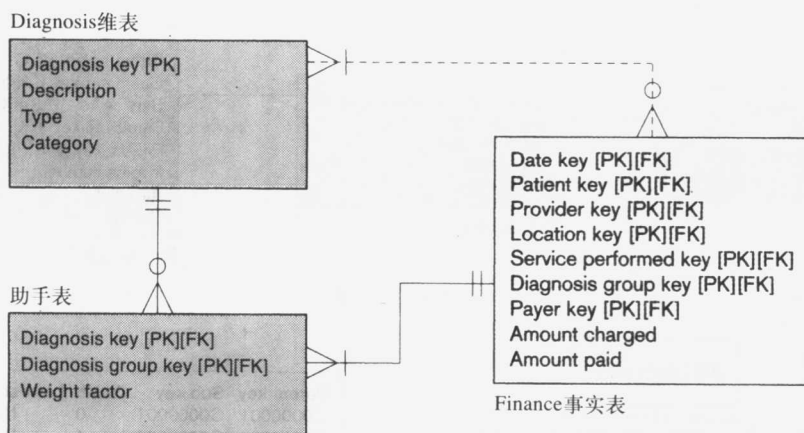 Diagnosis维表
Diagnosis key [PK]
Description
Type
Category
助手表
Diagnosis key [PK][FK]
Diagnosis group key [PK][FK]
Weight factor
Date key [PK][FK]
Patient key [PK][FK]
Provider key [PK][FK]
Location key [PK][FK]
Service performed key [PK][FK]
Diagnosis group key [PK][FK]
Payer key [PK][FK]
Amount charged
Amount paid
Finance事实表